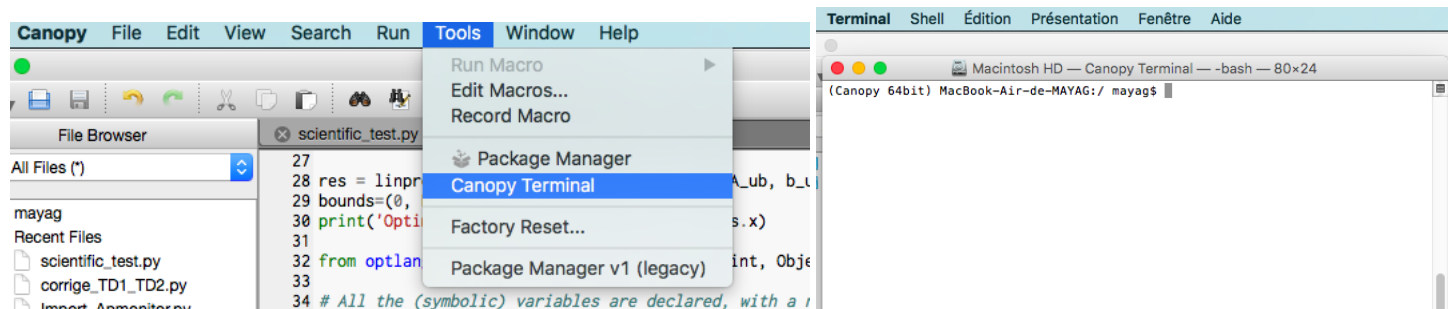 Canopy File Edit View Search Run Tools Window Help
Run Macro
Edit Macros...
Record Macro
Package Manager
Canopy Terminal
Factory Reset...
Package Manager v1 (legacy)
File Browser
All Files (*)
mayag
Recent Files
scientific_test.py
corrige_TD1_TD2.py
scientific_test.py
27
28 res = linpr A_ub, b_u
29 bounds=(0,
30 print('Opti s.x)
31
32 from optlan int, Obje
33
34 # All the (symbolic) variables are declared, with a
Terminal Shell Édition Présentation Fenêtre Aide
Macintosh HD — Canopy Terminal — -bash — 80×24
(Canopy 64bit) MacBook-Air-de-MAYAG:/ mayag$